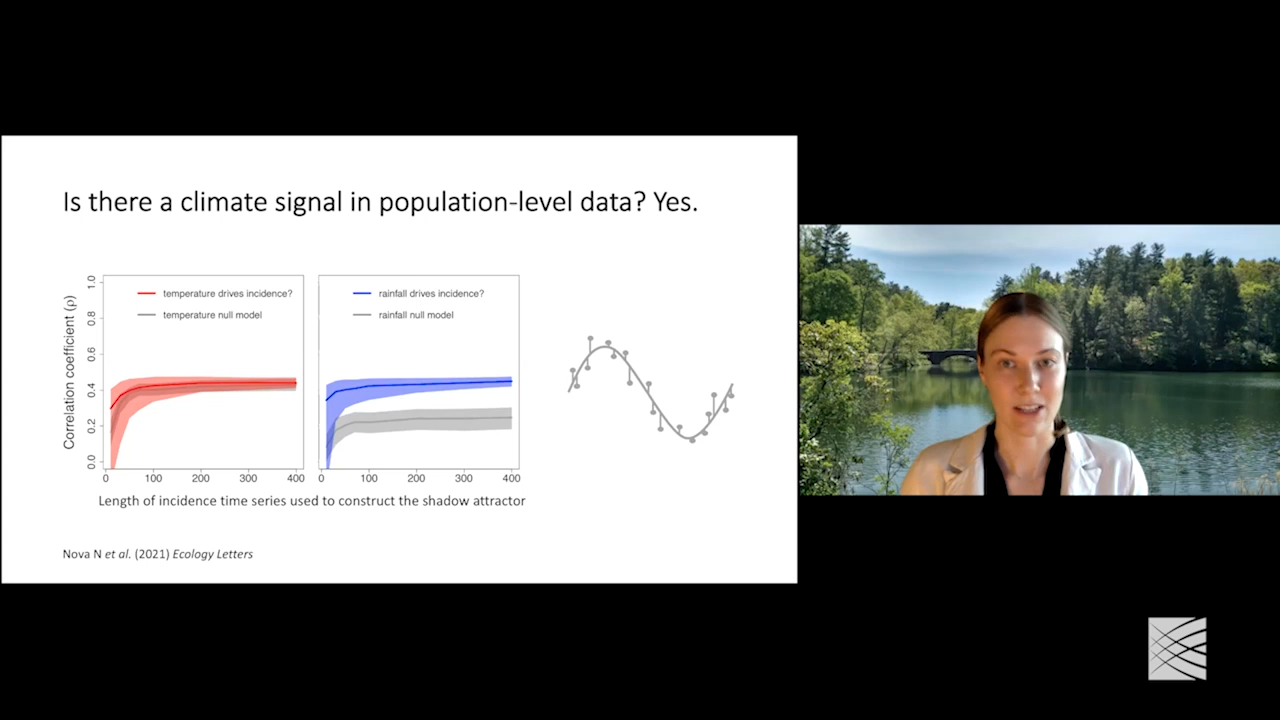 Is there a climate signal in population-level data? Yes.
Correlation coefficient (ρ)
1.0
0.8
0.6
0.4
0.2
0.0
temperature drives incidence?
temperature null model
0 100 200 300 400
rainfall drives incidence?
rainfall null model
0 100 200 300 400
Length of incidence time series used to construct the shadow attractor
Nova N et al. (2021) Ecology Letters